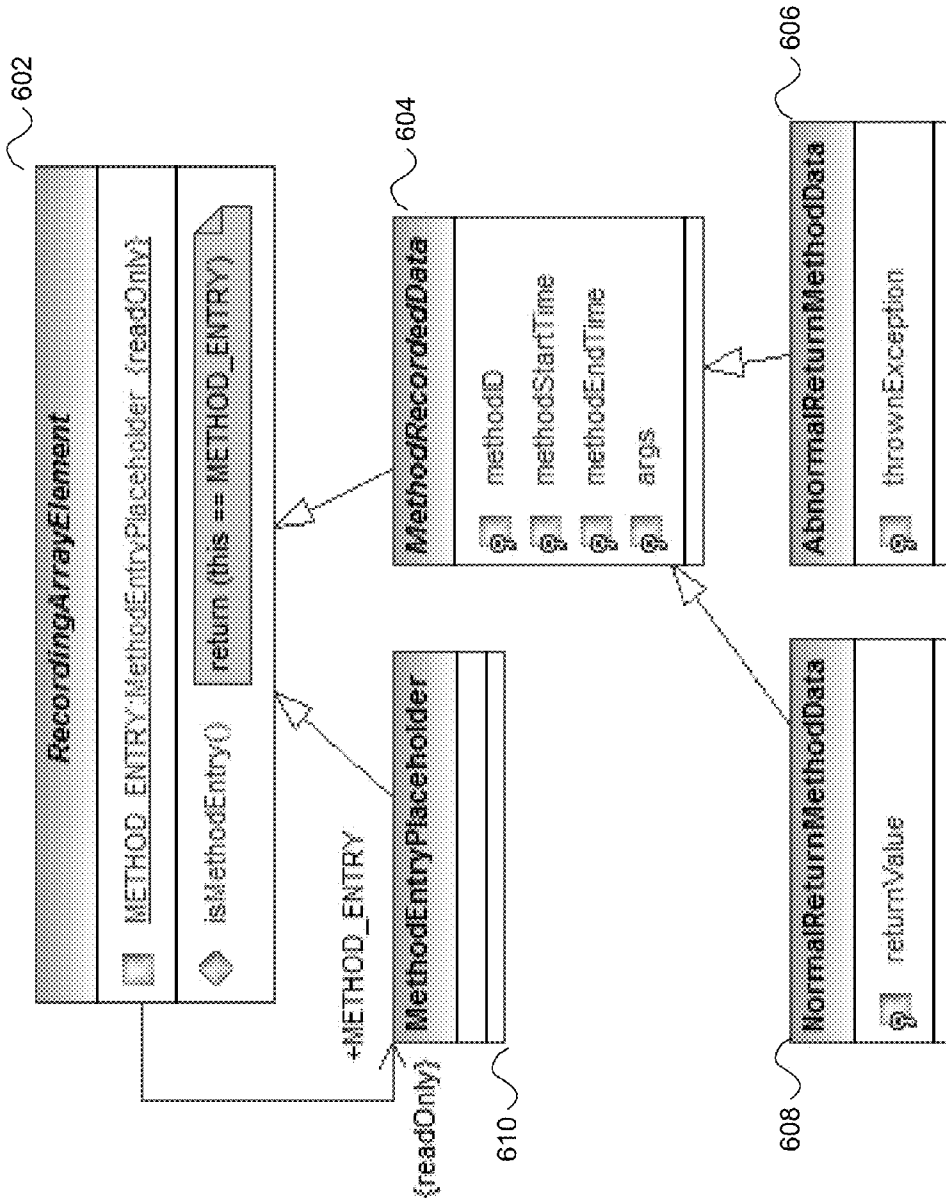 602
RecordingArrayElement
METHOD_ENTRY:MethodEntryPlaceholder {readOnly}
isMethodEntry()
return (this == METHOD_ENTRY)
+METHOD_ENTRY
{readOnly}
MethodEntryPlaceholder
610
604
MethodRecordedData
methodID
methodStartTime
methodEndTime
args
608
NormalReturnMethodData
returnValue
606
AbnormalReturnMethodData
thrownException